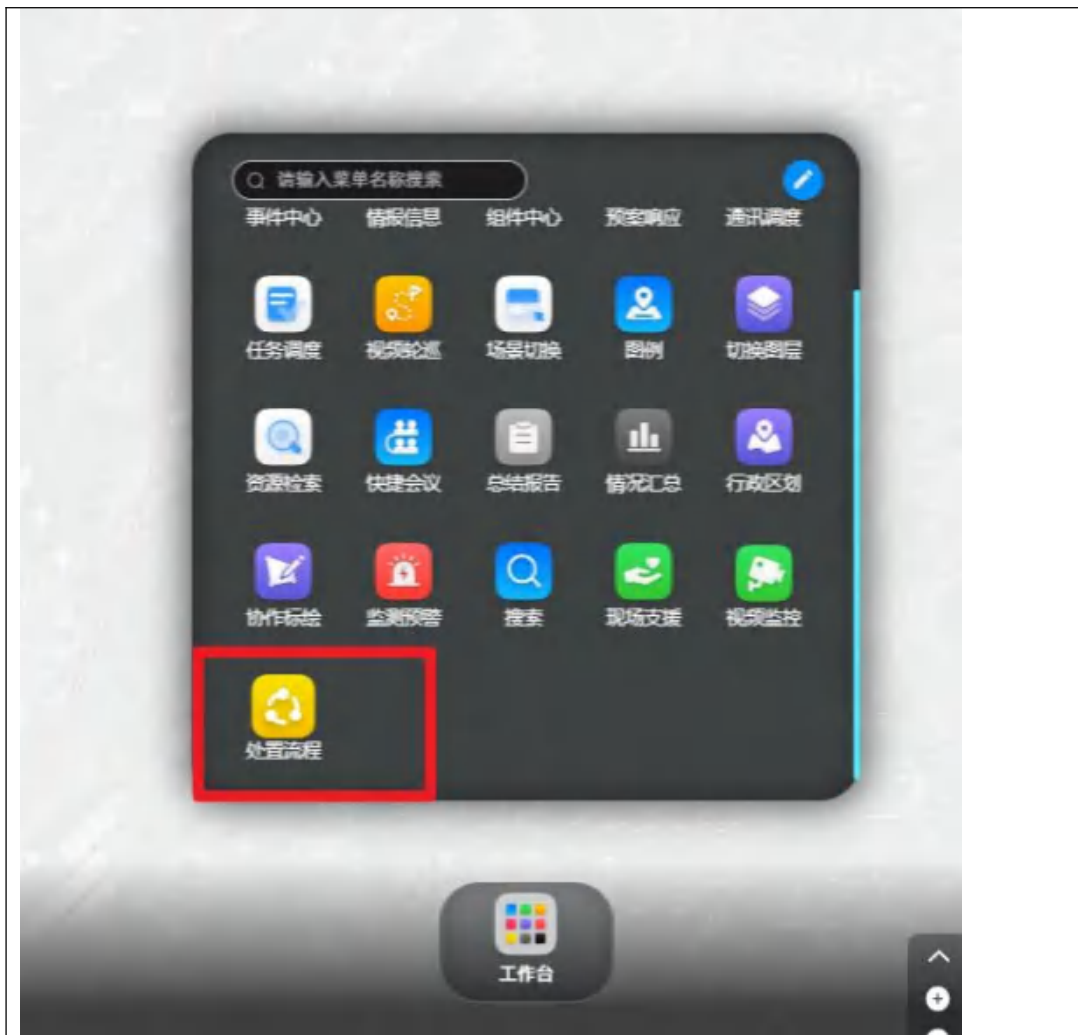 请输入菜单名称搜索
事件中心 情报信息 组件中心 预案响应 通讯调度
任务调度 视频轮巡 场景切换 图例 切换图层
资源检索 快捷会议 总结报告 情况汇总 行政区划
协作标绘 监测预警 搜索 现场支援 视频监控
处置流程
工作台